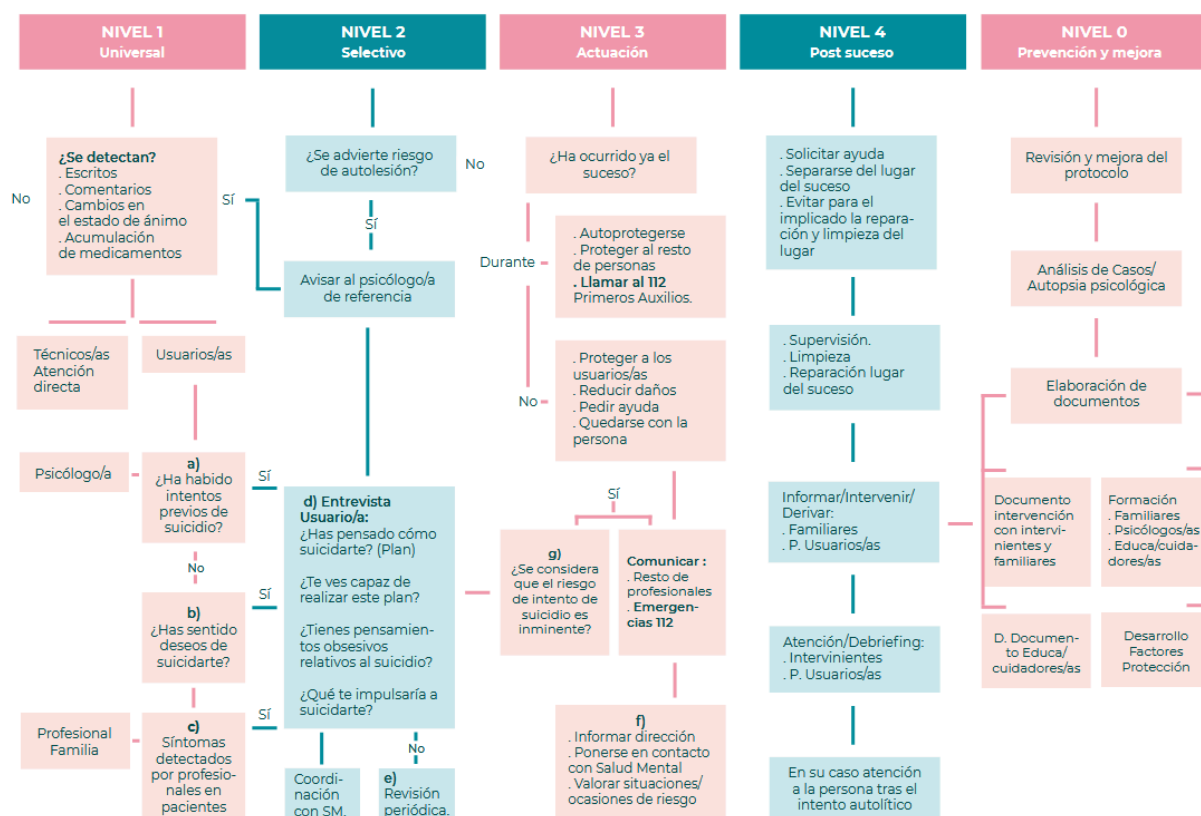 NIVEL 1
Universal
NIVEL 2
Selectivo
NIVEL 3
Actuación
NIVEL 4
Post suceso
NIVEL 0
Prevención y mejora
No
¿Se detectan?
. Escritos
. Comentarios
. Cambios en
el estado de ánimo
. Acumulación
de medicamentos
Sí
Técnicos/as
Atención
directa
Usuarios/as
Psicólogo/a
a)
¿Ha habido
intentos
previos de
suicidio?
Sí
No
b)
¿Has sentido
deseos de
suicidarte?
Sí
Profesional
Familia
c)
Síntomas
detectados
por profesio-
nales en
pacientes
Sí
¿Se advierte riesgo
de autolesión?
No
Sí
Avisar al psicólogo/a
de referencia
d) Entrevista
Usuario/a:
¿Has pensado cómo
suicidarte? (Plan)
¿Te ves capaz de
realizar este plan?
¿Tienes pensamien-
tos obsesivos
relativos al suicidio?
¿Qué te impulsaría a
suicidarte?
No
Coordi-
nación
con SM.
e)
Revisión
periódica.
¿Ha ocurrido ya el
suceso?
Durante
. Autoprotegerse
. Proteger al resto
de personas
. Llamar al 112
Primeros Auxilios.
No
. Proteger a los
usuarios/as
. Reducir daños
. Pedir ayuda
. Quedarse con la
persona
Sí
g)
¿Se considera
que el riesgo
de intento de
suicidio es
inminente?
Comunicar :
. Resto de
profesionales
. Emergen-
cias 112
f)
. Informar dirección
. Ponerse en contacto
con Salud Mental
. Valorar situaciones/
ocasiones de riesgo
. Solicitar ayuda
. Separarse del lugar
del suceso
. Evitar para el
implicado la repara-
ción y limpieza del
lugar
. Supervisión.
. Limpieza
. Reparación lugar
del suceso
Informar/Intervenir/
Derivar:
. Familiares
. P. Usuarios/as
Atención/Debriefing:
. Intervinientes
. P. Usuarios/as
En su caso atención
a la persona tras el
intento autolítico
Revisión y mejora del
protocolo
Análisis de Casos/
Autopsia psicológica
Elaboración de
documentos
Documento
intervención
con intervi-
nientes y
familiares
Formación
. Familiares
. Psicólogos/as
. Educa/cuida-
dores/as
D. Documen-
to Educa/
cuidadores/as
Desarrollo
Factores
Protección